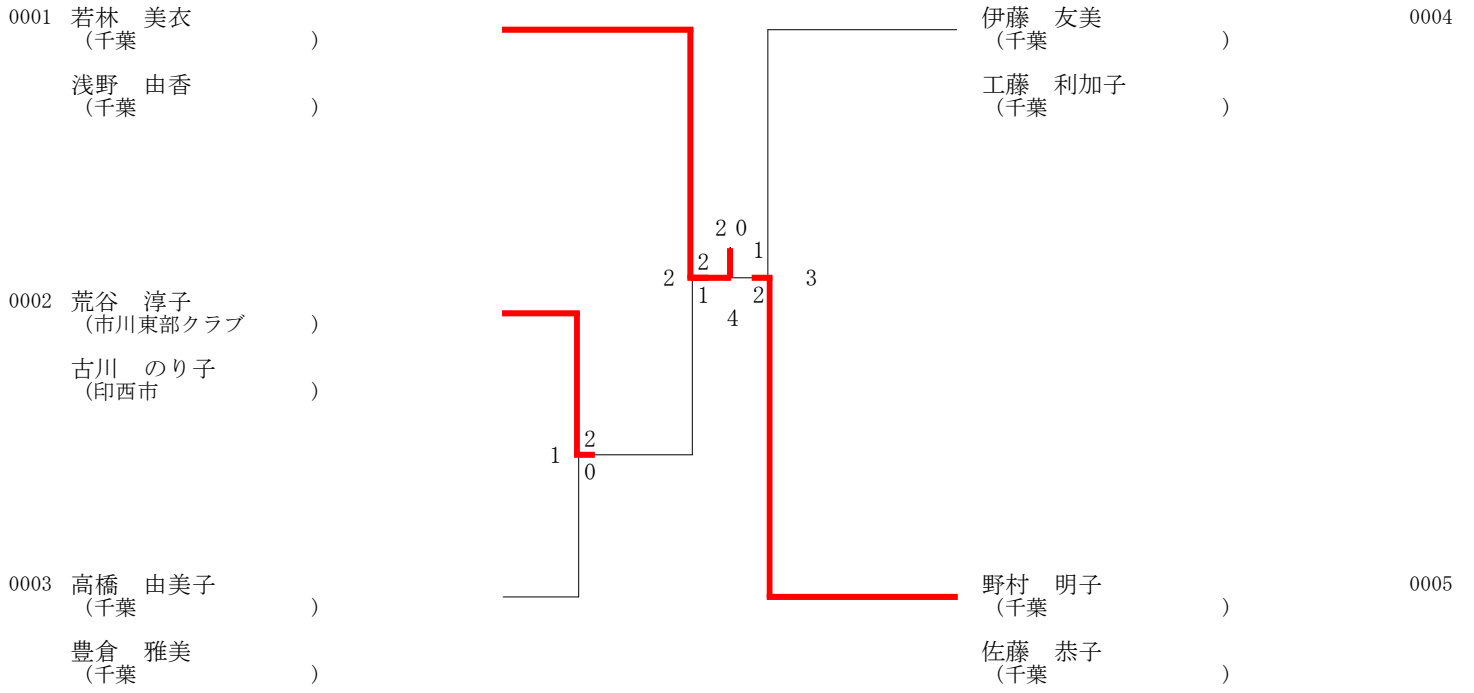 0001 若林　美衣
（千葉　　　　　　　）
浅野　由香
（千葉　　　　　　　）
伊藤　友美 0004
（千葉　　　　　　　）
工藤　利加子
（千葉　　　　　　　）
2 0
2 2 1 3
1 2
4
0002 荒谷　淳子
（市川東部クラブ　　）
古川　のり子
（印西市　　　　　　）
2
1
0
0003 高橋　由美子
（千葉　　　　　　　）
豊倉　雅美
（千葉　　　　　　　）
野村　明子 0005
（千葉　　　　　　　）
佐藤　恭子
（千葉　　　　　　　）